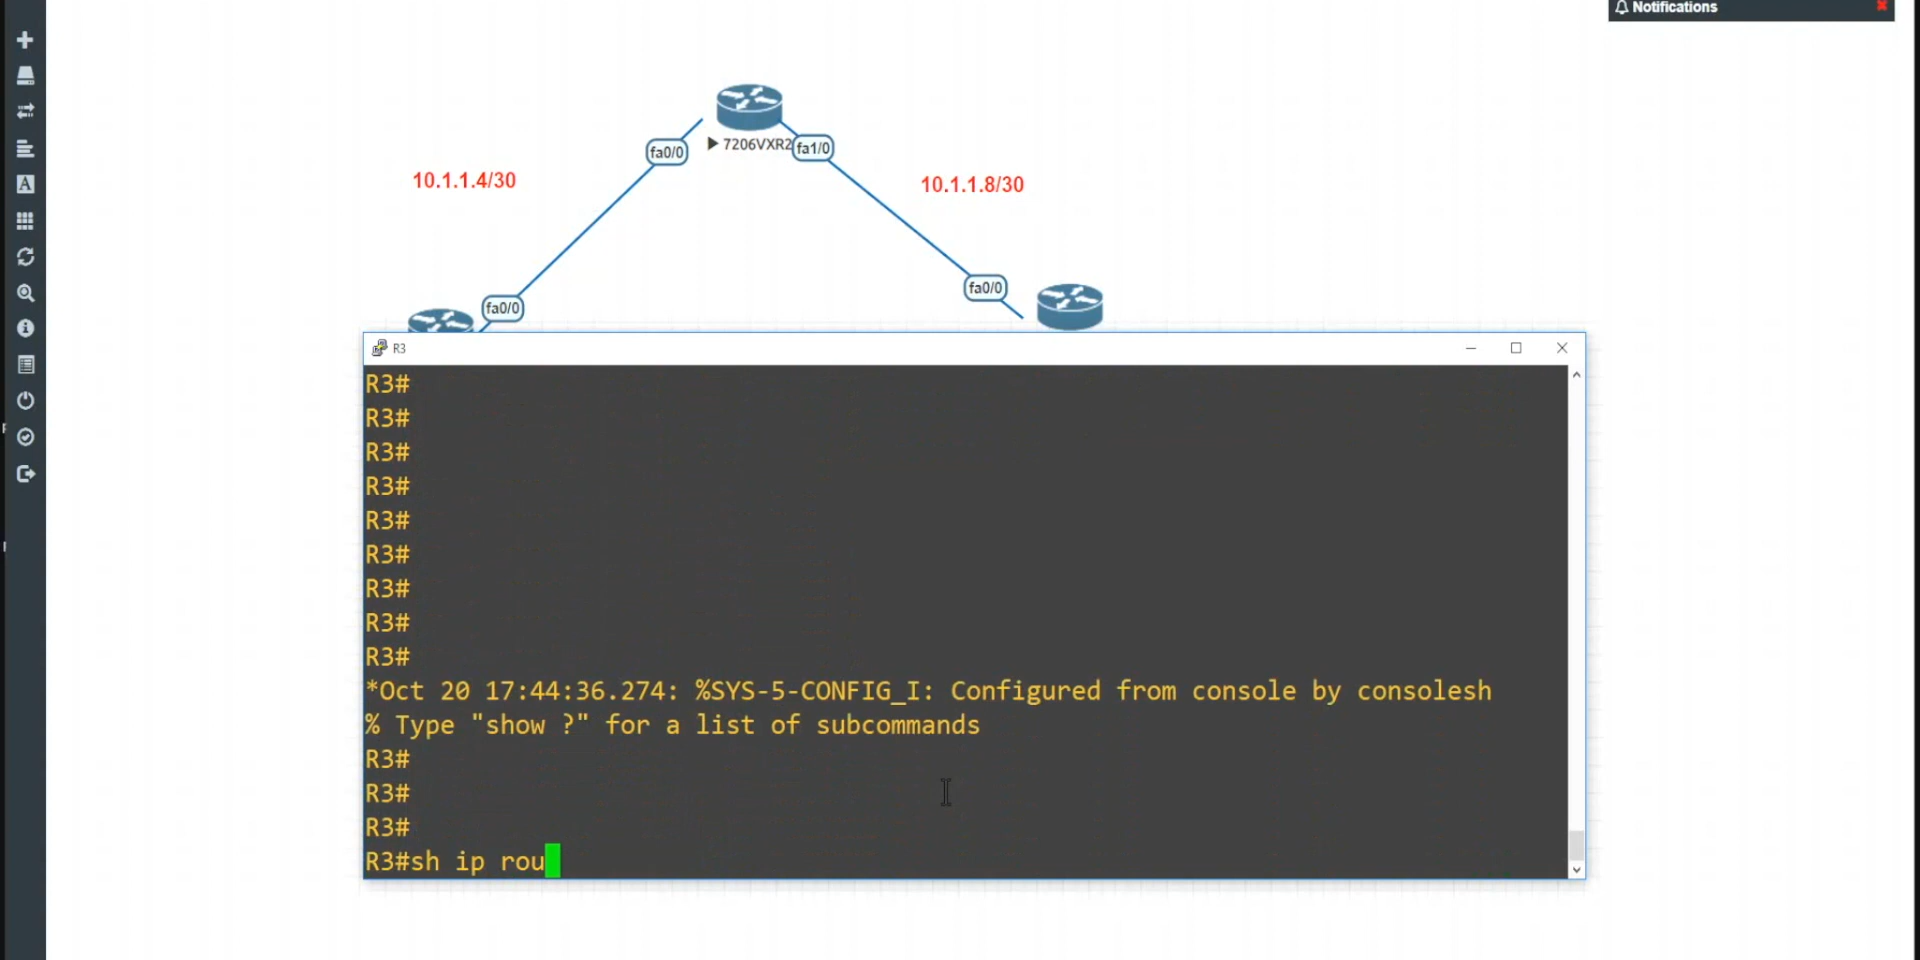 Notifications
fa0/0
7206VXR2
fa1/0
10.1.1.4/30
10.1.1.8/30
fa0/0
fa0/0
R3
R3#
R3#
R3#
R3#
R3#
R3#
R3#
R3#
R3#
*Oct 20 17:44:36.274: %SYS-5-CONFIG_I: Configured from console by consolesh
% Type "show ?" for a list of subcommands
R3#
R3#
R3#
R3#sh ip rou